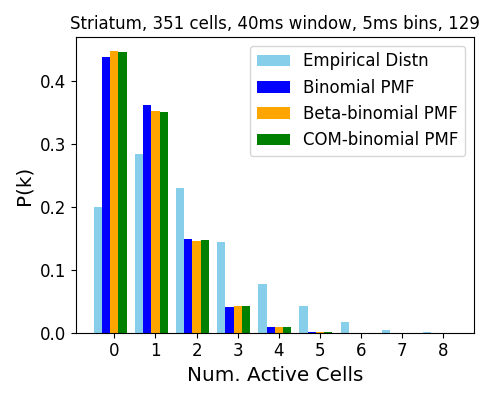 Striatum, 351 cells, 40ms window, 5ms bins, 129
Empirical Distn
Binomial PMF
Beta-binomial PMF
COM-binomial PMF
P(k)
0.4
0.3
0.2
0.1
0.0
0 1 2 3 4 5 6 7 8
Num. Active Cells